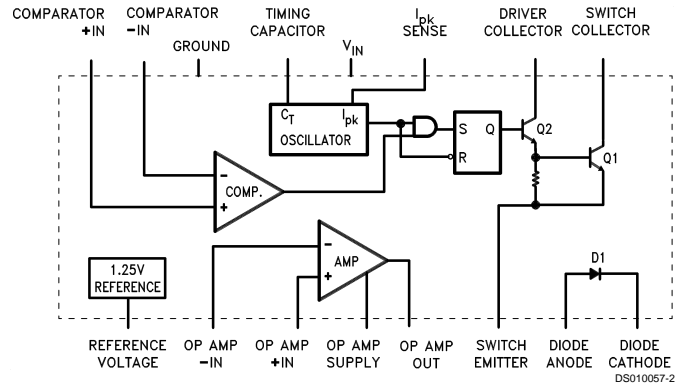 COMPARATOR
+IN
COMPARATOR
−IN
GROUND
TIMING
CAPACITOR
VIN
Ipk
SENSE
DRIVER
COLLECTOR
SWITCH
COLLECTOR
CT
Ipk
OSCILLATOR
S
Q
R
Q2
Q1
−
COMP.
+
−
AMP
+
1.25V
REFERENCE
D1
REFERENCE
VOLTAGE
OP AMP
−IN
OP AMP
+IN
OP AMP
SUPPLY
OP AMP
OUT
SWITCH
EMITTER
DIODE
ANODE
DIODE
CATHODE
DS010057-2